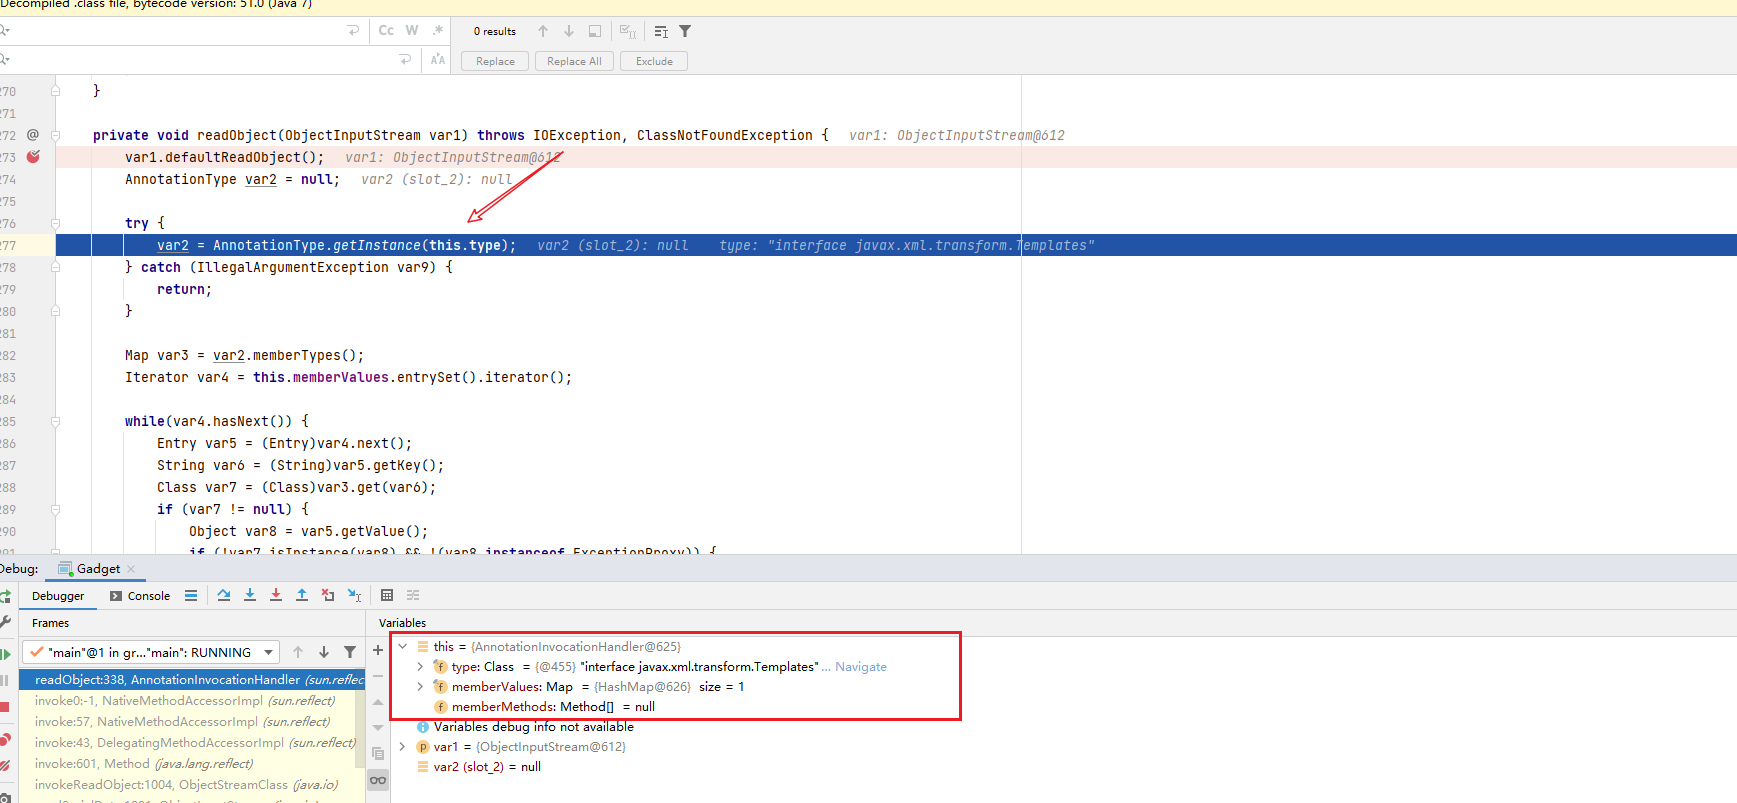 Decompiled .class file, bytecode version: 51.0 (Java 7)
Cc W .* 0 results
Replace Replace All Exclude
270 }
271
272 @ private void readObject(ObjectInputStream var1) throws IOException, ClassNotFoundException { var1: ObjectInputStream@612
273 var1.defaultReadObject(); var1: ObjectInputStream@612
274 AnnotationType var2 = null; var2 (slot_2): null
275
276 try {
277 var2 = AnnotationType.getInstance(this.type); var2 (slot_2): null type: "interface javax.xml.transform.Templates"
278 } catch (IllegalArgumentException var9) {
279 return;
280 }
281
282 Map var3 = var2.memberTypes();
283 Iterator var4 = this.memberValues.entrySet().iterator();
284
285 while(var4.hasNext()) {
286 Entry var5 = (Entry)var4.next();
287 String var6 = (String)var5.getKey();
288 Class var7 = (Class)var3.get(var6);
289 if (var7 != null) {
290 Object var8 = var5.getValue();
291 if (!var7.isInstance(var8) && !(var8 instanceof ExceptionProxy)) {
Debug: Gadget
Debugger Console
Frames
"main"@1 in gr..."main": RUNNING
readObject:338, AnnotationInvocationHandler (sun.reflec
invoke0:-1, NativeMethodAccessorImpl (sun.reflect)
invoke:57, NativeMethodAccessorImpl (sun.reflect)
invoke:43, DelegatingMethodAccessorImpl (sun.reflect)
invoke:601, Method (java.lang.reflect)
invokeReadObject:1004, ObjectStreamClass (java.io)
Variables
this = {AnnotationInvocationHandler@625}
type: Class = {@455} "interface javax.xml.transform.Templates" ... Navigate
memberValues: Map = {HashMap@626} size = 1
memberMethods: Method[] = null
Variables debug info not available
var1 = {ObjectInputStream@612}
var2 (slot_2) = null